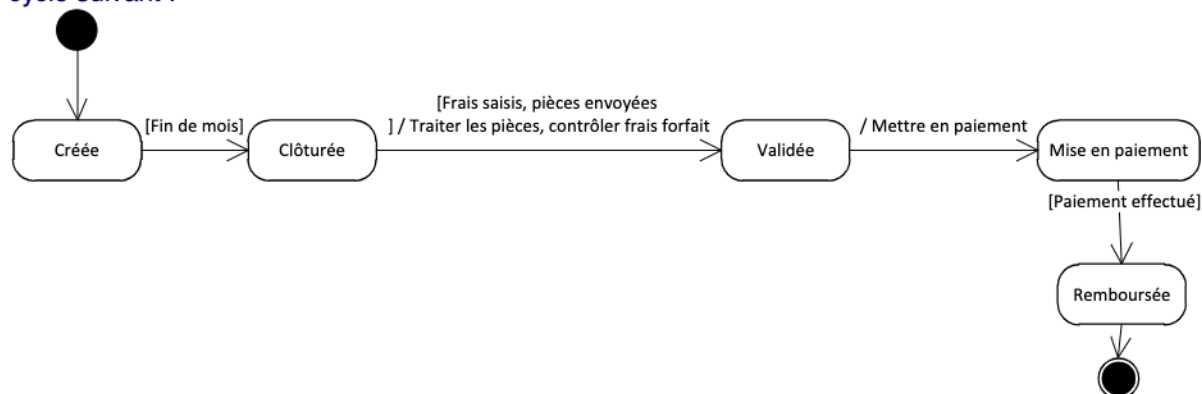 cycle suivant :
[Frais saisis, pièces envoyées
[Fin de mois]
] / Traiter les pièces, contrôler frais forfait
/ Mettre en paiement
Créée
Clôturée
Validée
Mise en paiement
[Paiement effectué]
Remboursée